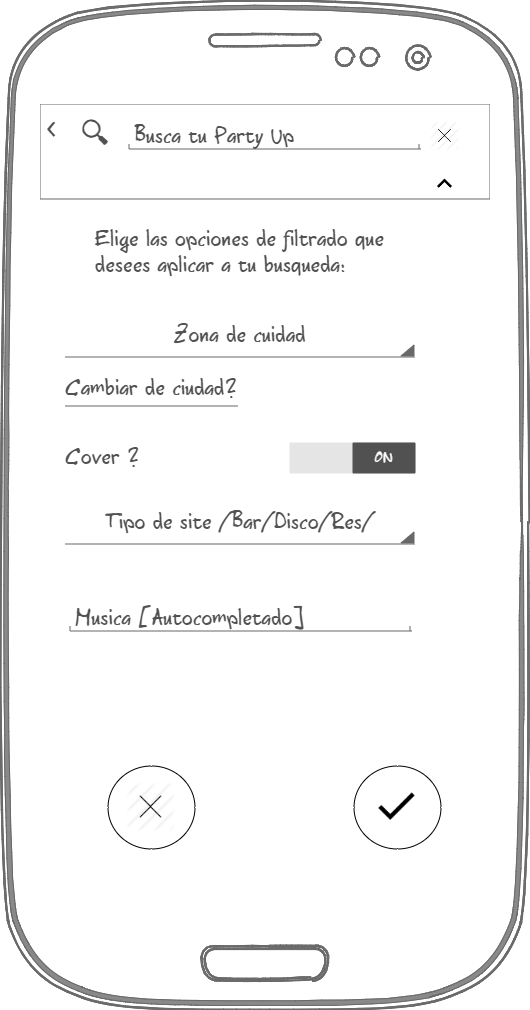 Busca tu Party Up
Elige las opciones de filtrado que
desees aplicar a tu busqueda:
Zona de cuidad
Cambiar de ciudad?
Cover ?
ON
Tipo de site /Bar/Disco/Res/
Musica [Autocompletado]